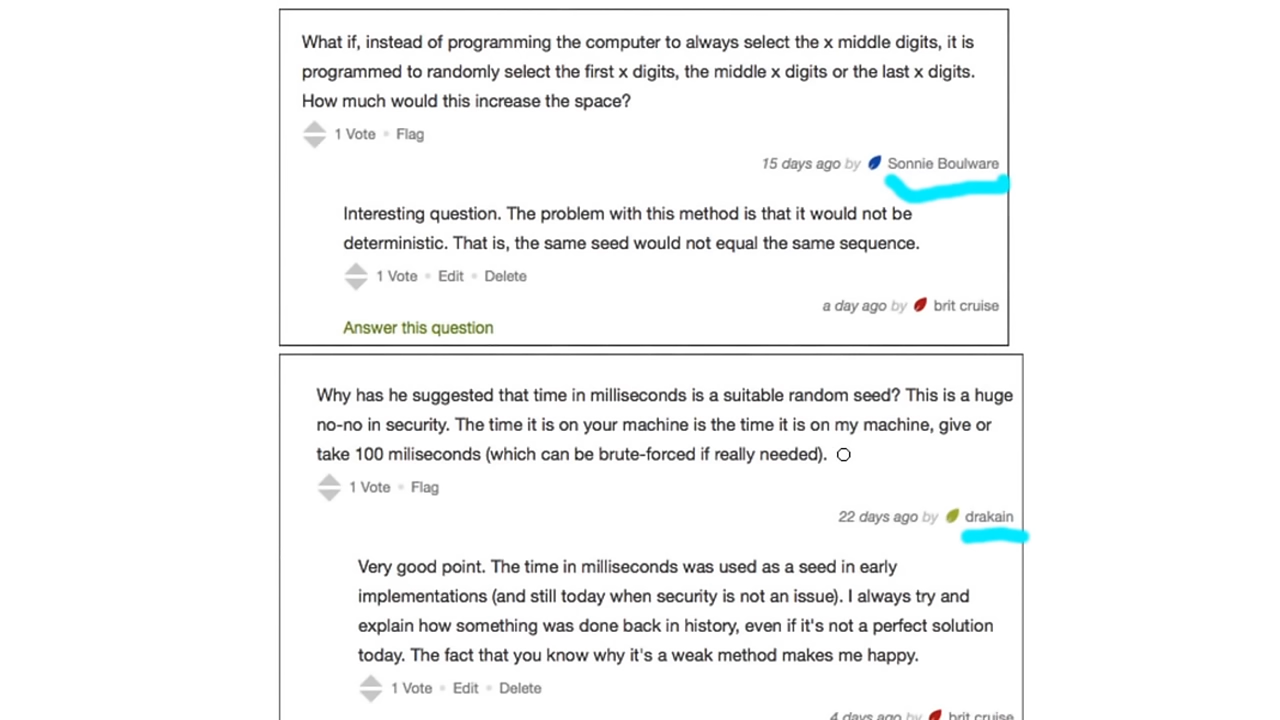 What if, instead of programming the computer to always select the x middle digits, it is
programmed to randomly select the first x digits, the middle x digits or the last x digits.
How much would this increase the space?
1 Vote • Flag
15 days ago by Sonnie Boulware
Interesting question. The problem with this method is that it would not be
deterministic. That is, the same seed would not equal the same sequence.
1 Vote • Edit • Delete
a day ago by brit cruise
Answer this question
Why has he suggested that time in milliseconds is a suitable random seed? This is a huge
no-no in security. The time it is on your machine is the time it is on my machine, give or
take 100 miliseconds (which can be brute-forced if really needed).
1 Vote • Flag
22 days ago by drakain
Very good point. The time in milliseconds was used as a seed in early
implementations (and still today when security is not an issue). I always try and
explain how something was done back in history, even if it's not a perfect solution
today. The fact that you know why it's a weak method makes me happy.
1 Vote • Edit • Delete
4 days ago by brit cruise